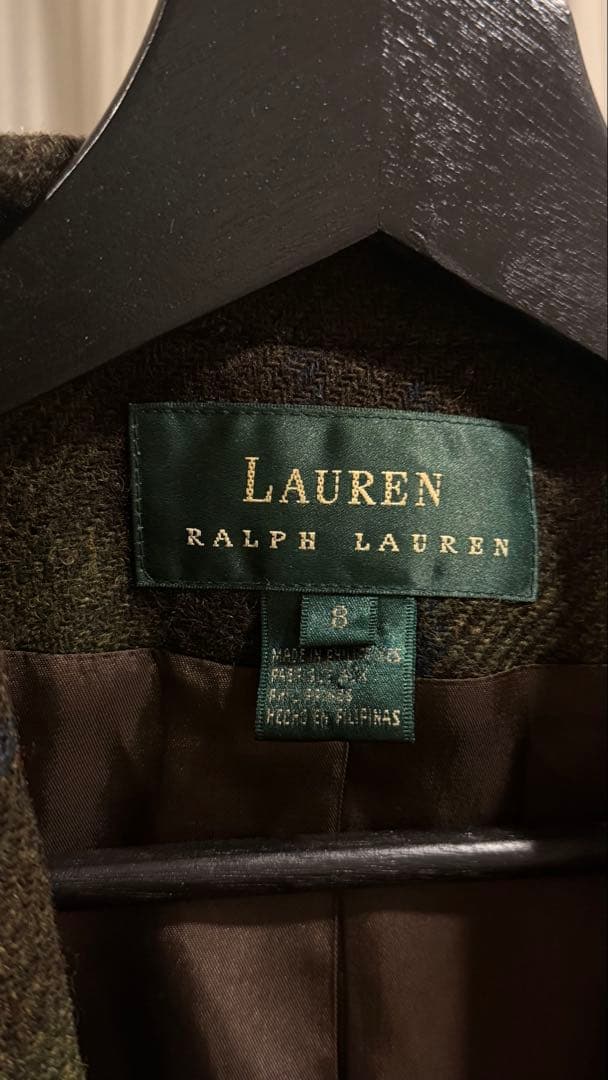 LAUREN
RALPH LAUREN
8
MADE IN
HECHO EN FILIPINAS